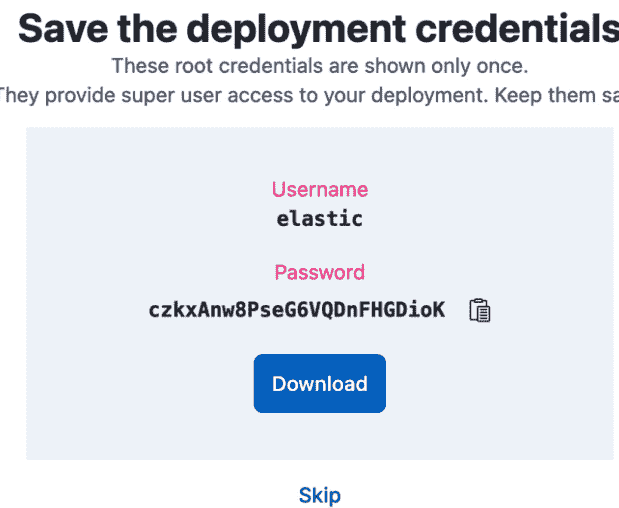 Save the deployment credentials
These root credentials are shown only once.
They provide super user access to your deployment. Keep them sa
Username
elastic
Password
czkxAnw8PseG6VQDnFHGDioK
Download
Skip